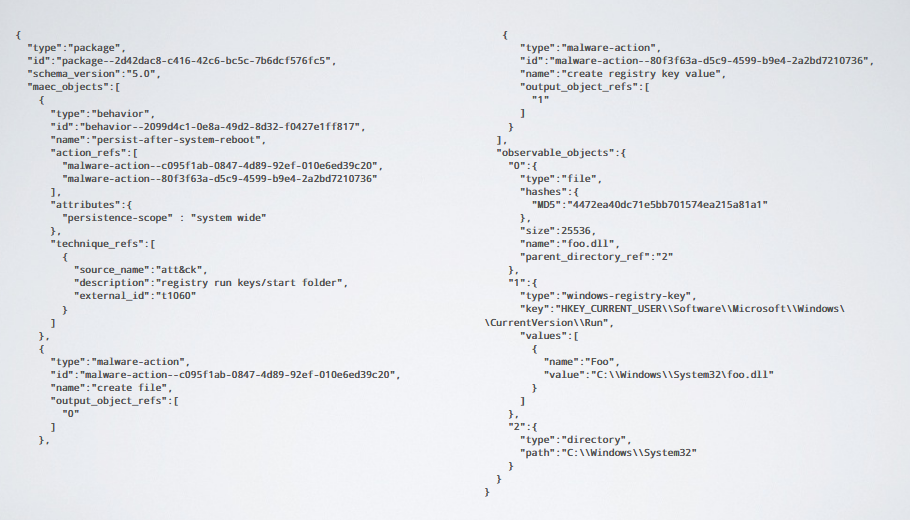 {
"type":"package",
"id":"package--2d42dac8-c416-42c6-bc5c-7b6dcf576fc5",
"schema_version":"5.0",
"maec_objects":[
{
"type":"behavior",
"id":"behavior--2099d4c1-0e8a-49d2-8d32-f0427e1ff817",
"name":"persist-after-system-reboot",
"action_refs":[
"malware-action--c095f1ab-0847-4d89-92ef-010e6ed39c20",
"malware-action--80f3f63a-d5c9-4599-b9e4-2a2bd7210736"
],
"attributes":{
"persistence-scope" : "system wide"
},
"technique_refs":[
{
"source_name":"att&ck",
"description":"registry run keys/start folder",
"external_id":"t1060"
}
]
},
{
"type":"malware-action",
"id":"malware-action--c095f1ab-0847-4d89-92ef-010e6ed39c20",
"name":"create file",
"output_object_refs":[
"0"
]
},
{
"type":"malware-action",
"id":"malware-action--80f3f63a-d5c9-4599-b9e4-2a2bd7210736",
"name":"create registry key value",
"output_object_refs":[
"1"
]
}
],
"observable_objects":{
"0":{
"type":"file",
"hashes":{
"MD5":"4472ea40dc71e5bb701574ea215a81a1"
},
"size":25536,
"name":"foo.dll",
"parent_directory_ref":"2"
},
"1":{
"type":"windows-registry-key",
"key":"HKEY_CURRENT_USER\\Software\\Microsoft\\Windows\
\CurrentVersion\\Run",
"values":[
{
"name":"Foo",
"value":"C:\\Windows\\System32\foo.dll"
}
]
},
"2":{
"type":"directory",
"path":"C:\\Windows\\System32"
}
}
}